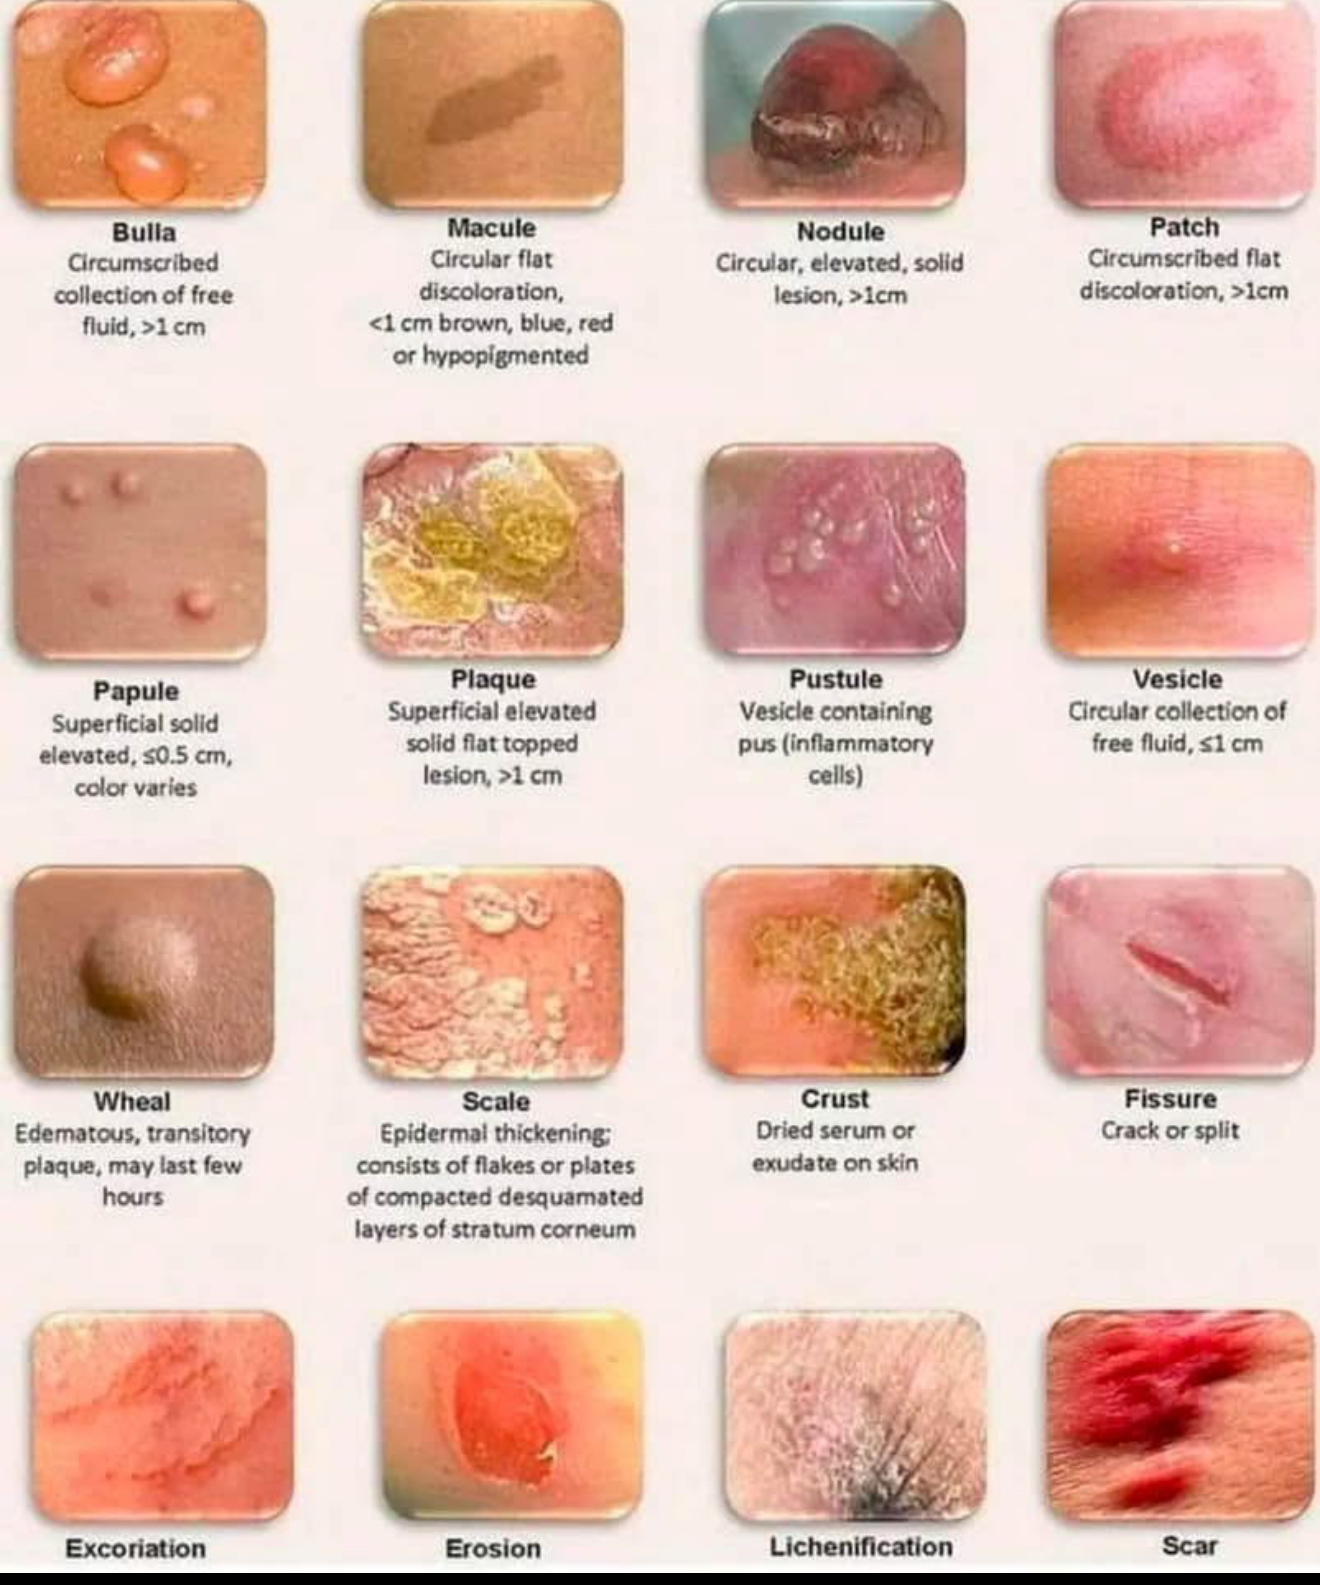 Bulla
Circumscribed
collection of free
fluid, >1 cm
Macule
Circular flat
discoloration,
<1 cm brown, blue, red
or hypopigmented
Nodule
Circular, elevated, solid
lesion, >1cm
Patch
Circumscribed flat
discoloration, >1cm
Papule
Superficial solid
elevated, ≤0.5 cm,
color varies
Plaque
Superficial elevated
solid flat topped
lesion, >1 cm
Pustule
Vesicle containing
pus (inflammatory
cells)
Vesicle
Circular collection of
free fluid, ≤1 cm
Wheal
Edematous, transitory
plaque, may last few
hours
Scale
Epidermal thickening;
consists of flakes or plates
of compacted desquamated
layers of stratum corneum
Crust
Dried serum or
exudate on skin
Fissure
Crack or split
Excoriation
Erosion
Lichenification
Scar